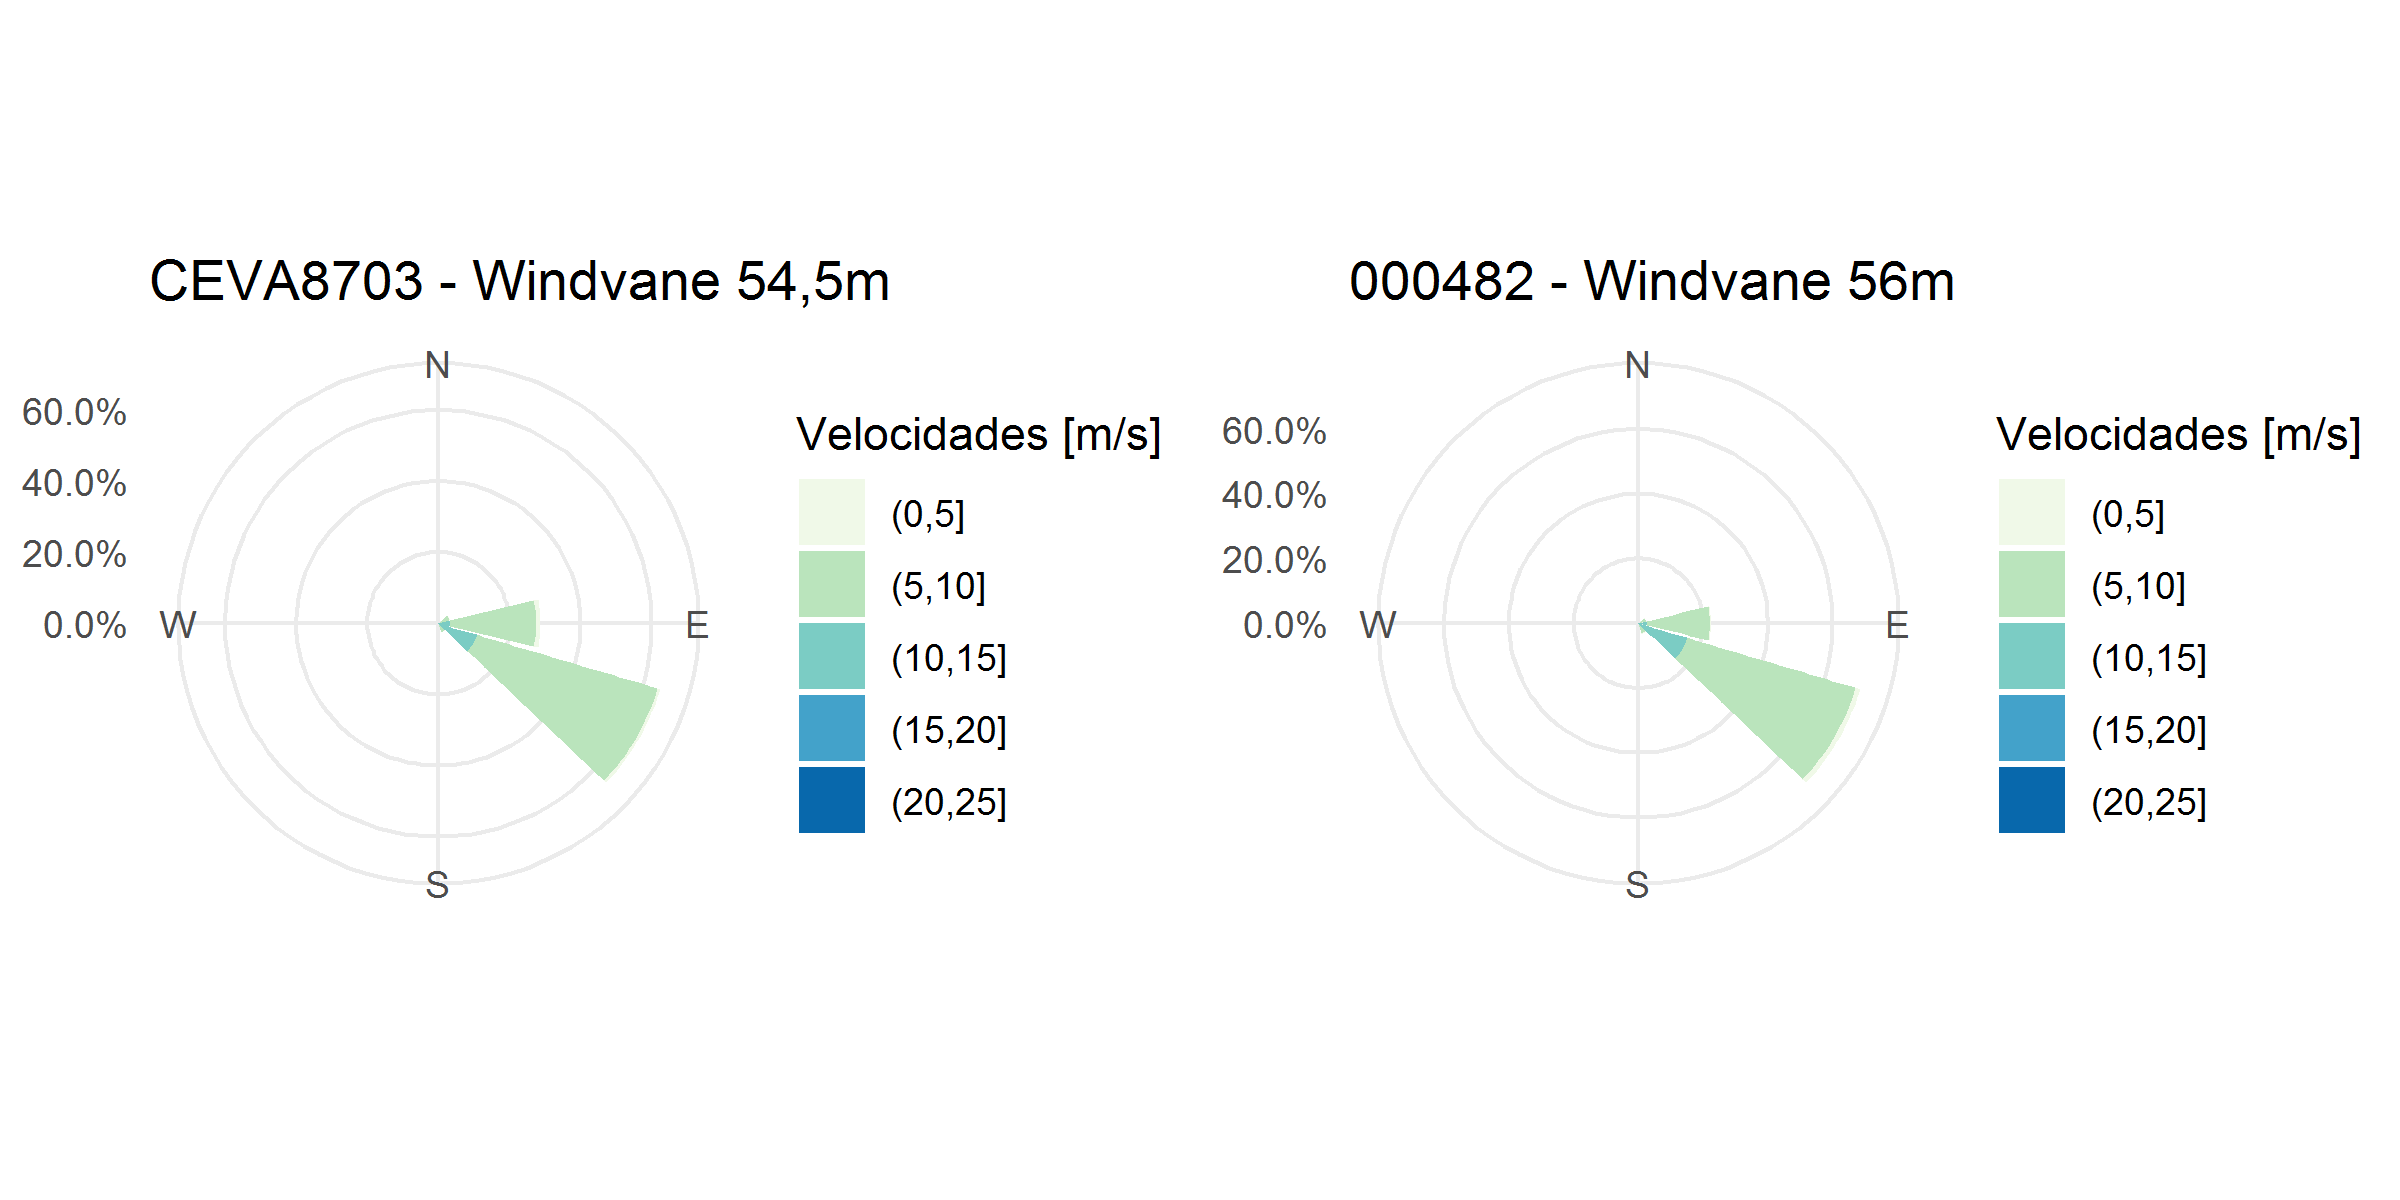 CEVA8703 - Windvane 54,5m
N
60.0%
40.0%
20.0%
0.0%
W
E
S
Velocidades [m/s]
(0,5]
(5,10]
(10,15]
(15,20]
(20,25]
000482 - Windvane 56m
N
60.0%
40.0%
20.0%
0.0%
W
E
S
Velocidades [m/s]
(0,5]
(5,10]
(10,15]
(15,20]
(20,25]